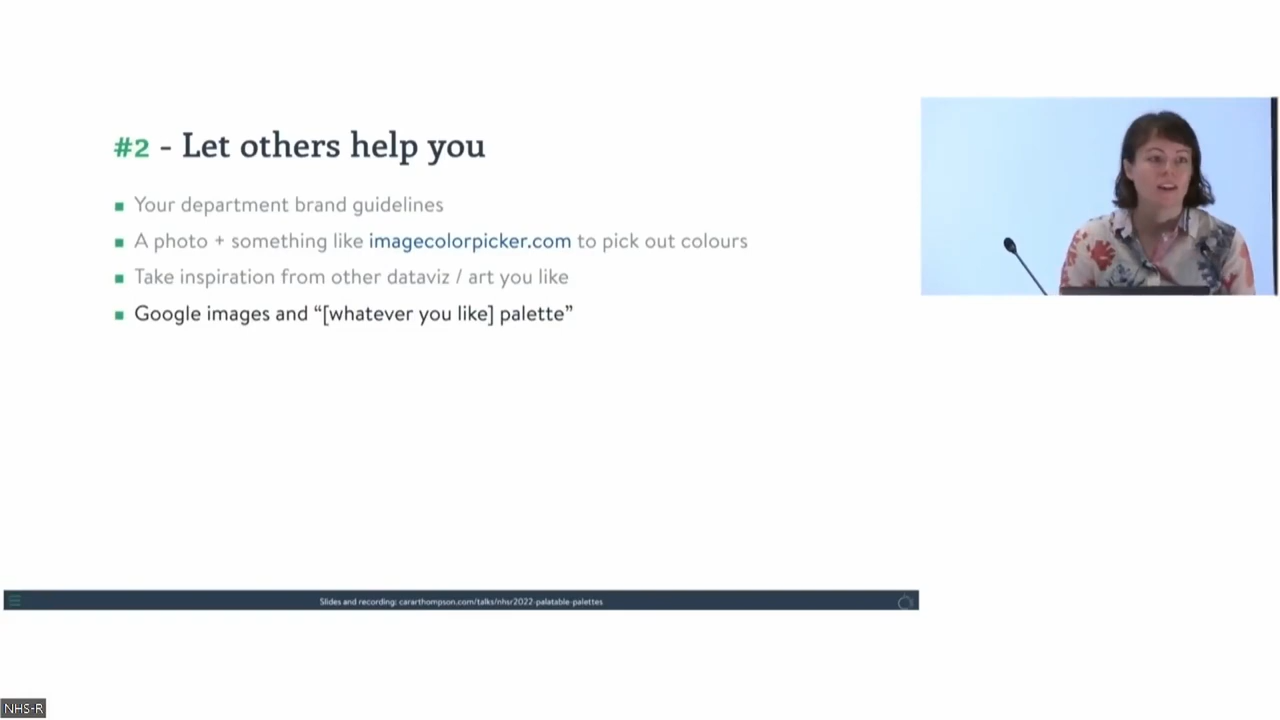 #2 - Let others help you
Your department brand guidelines
A photo + something like imagecolorpicker.com to pick out colours
Take inspiration from other dataviz / art you like
Google images and “[whatever you like] palette”
Slides and recording: cararthompson.com/talks/nhsr2022-palatable-palettes
NHS-R